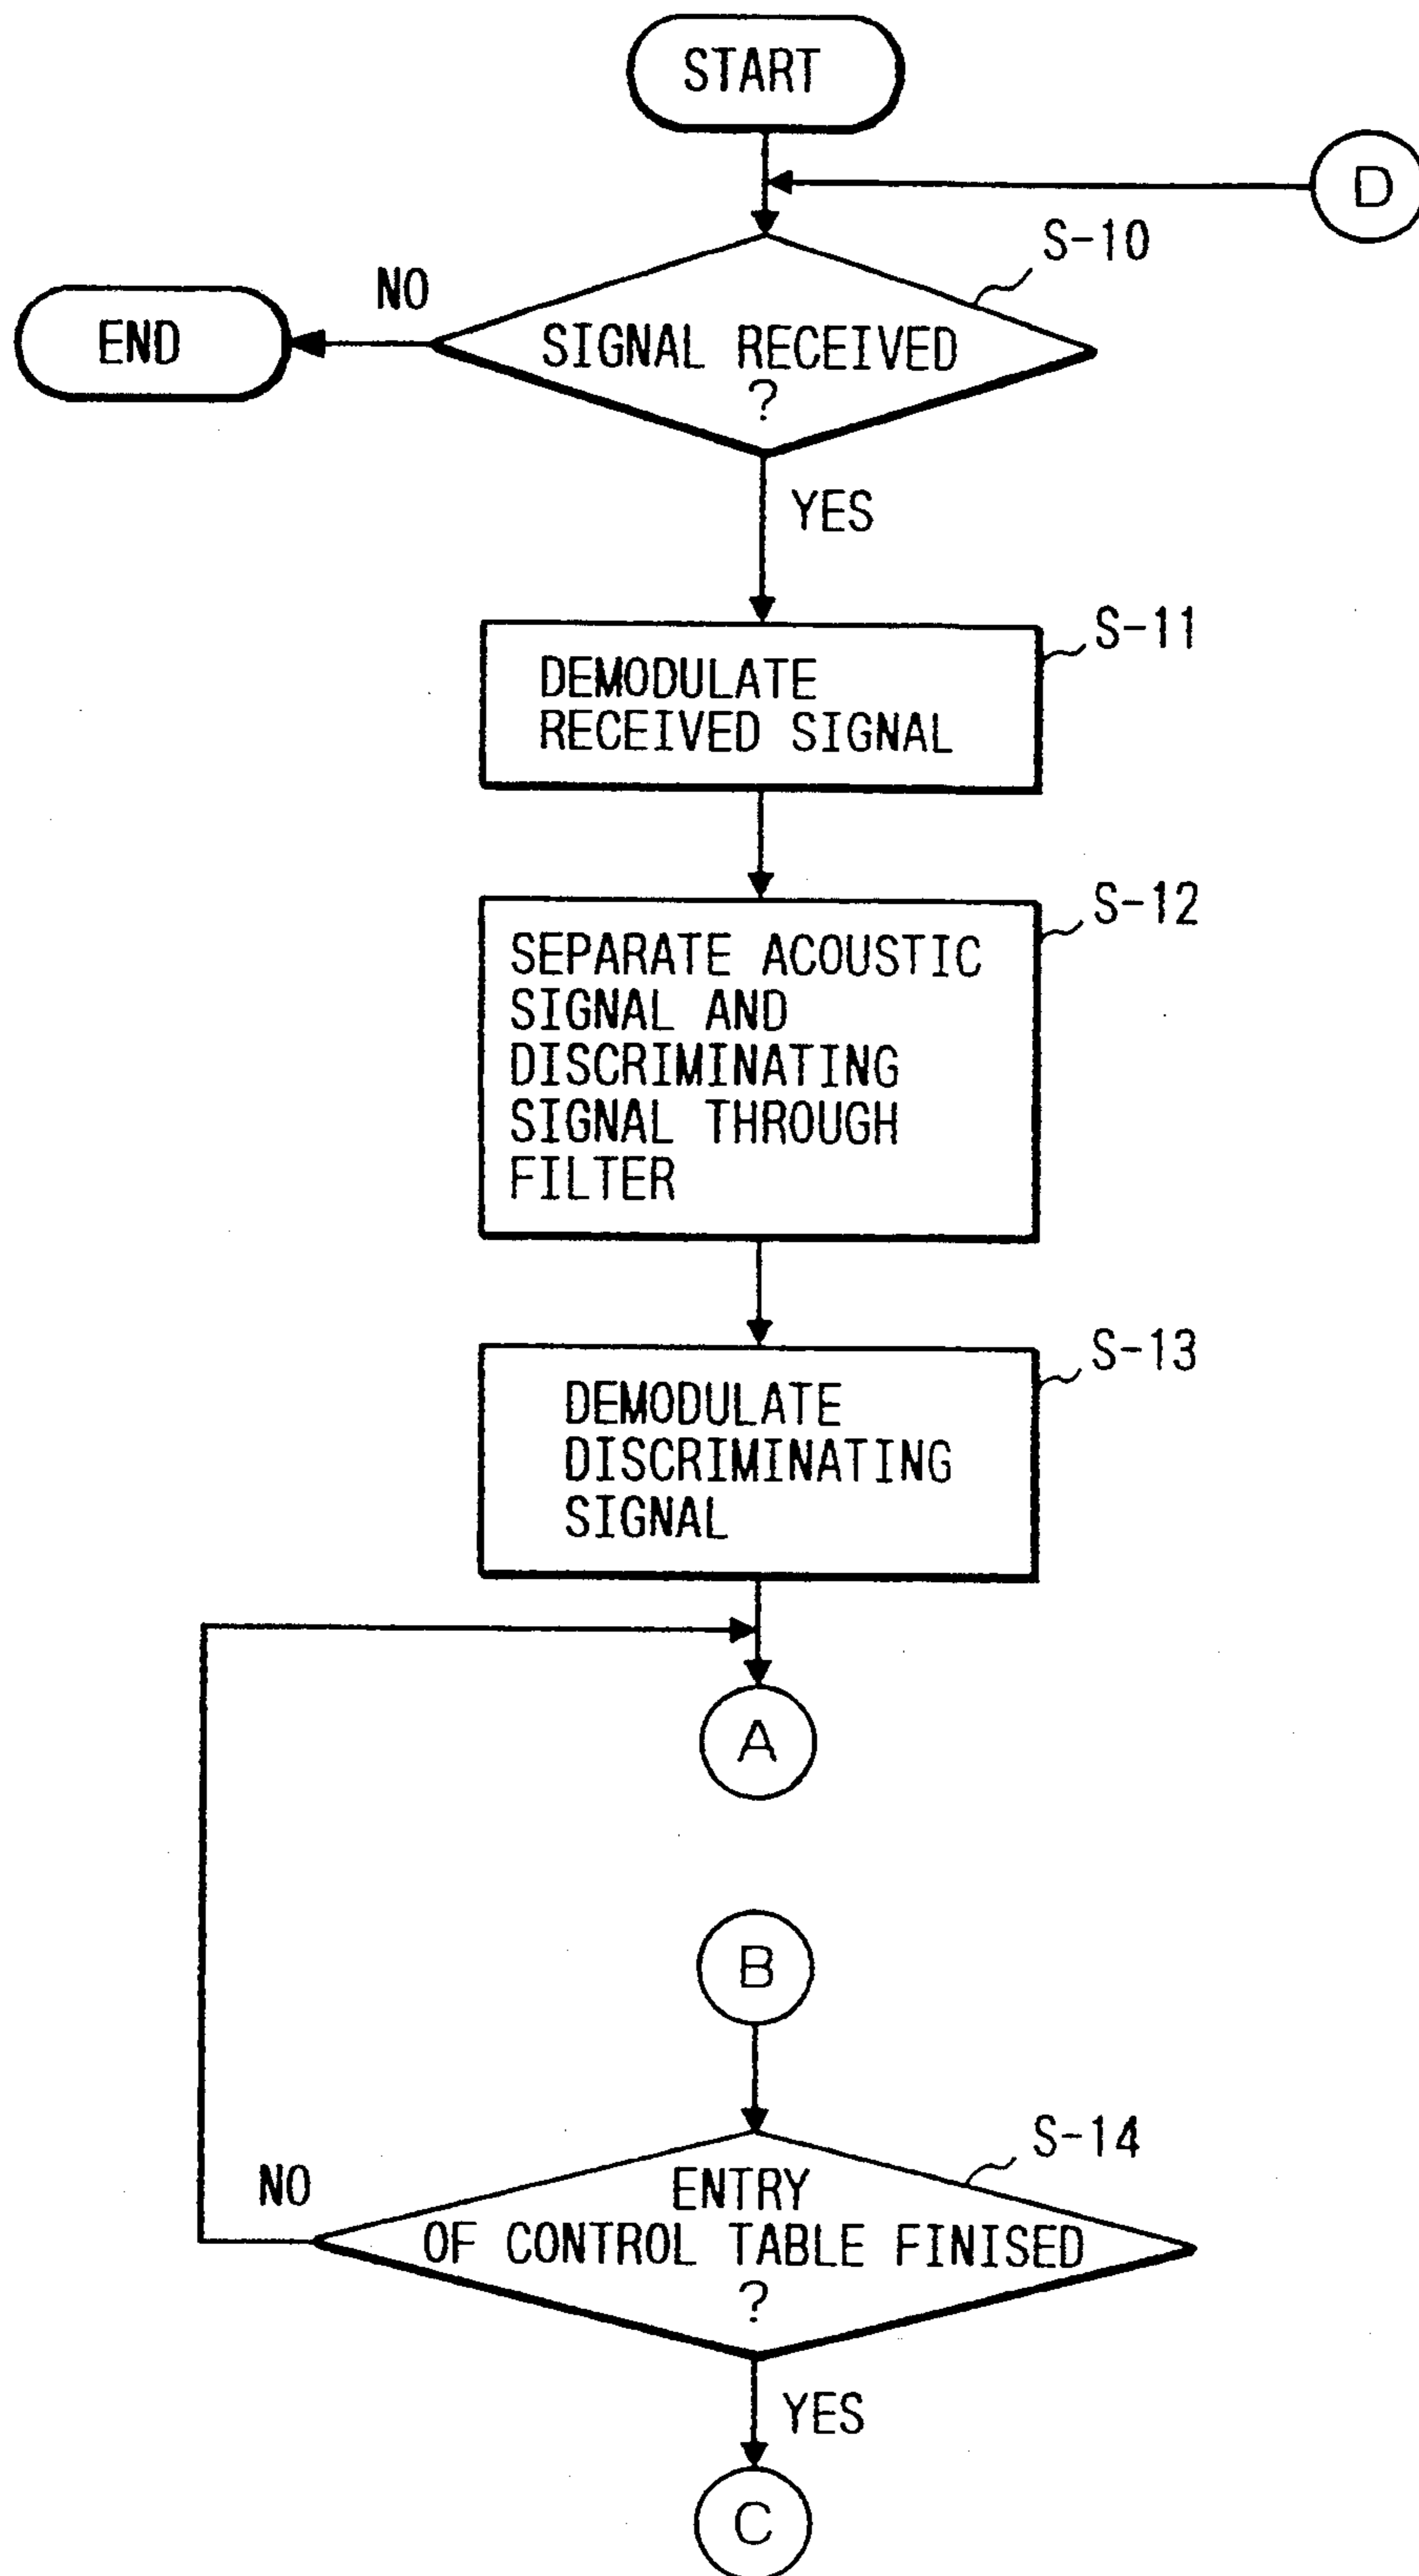 START
D
S-10
NO
END
SIGNAL RECEIVED
?
YES
S-11
DEMODULATE
RECEIVED SIGNAL
S-12
SEPARATE ACOUSTIC
SIGNAL AND
DISCRIMINATING
SIGNAL THROUGH
FILTER
S-13
DEMODULATE
DISCRIMINATING
SIGNAL
A
B
S-14
NO
ENTRY
OF CONTROL TABLE FINISED
?
YES
C